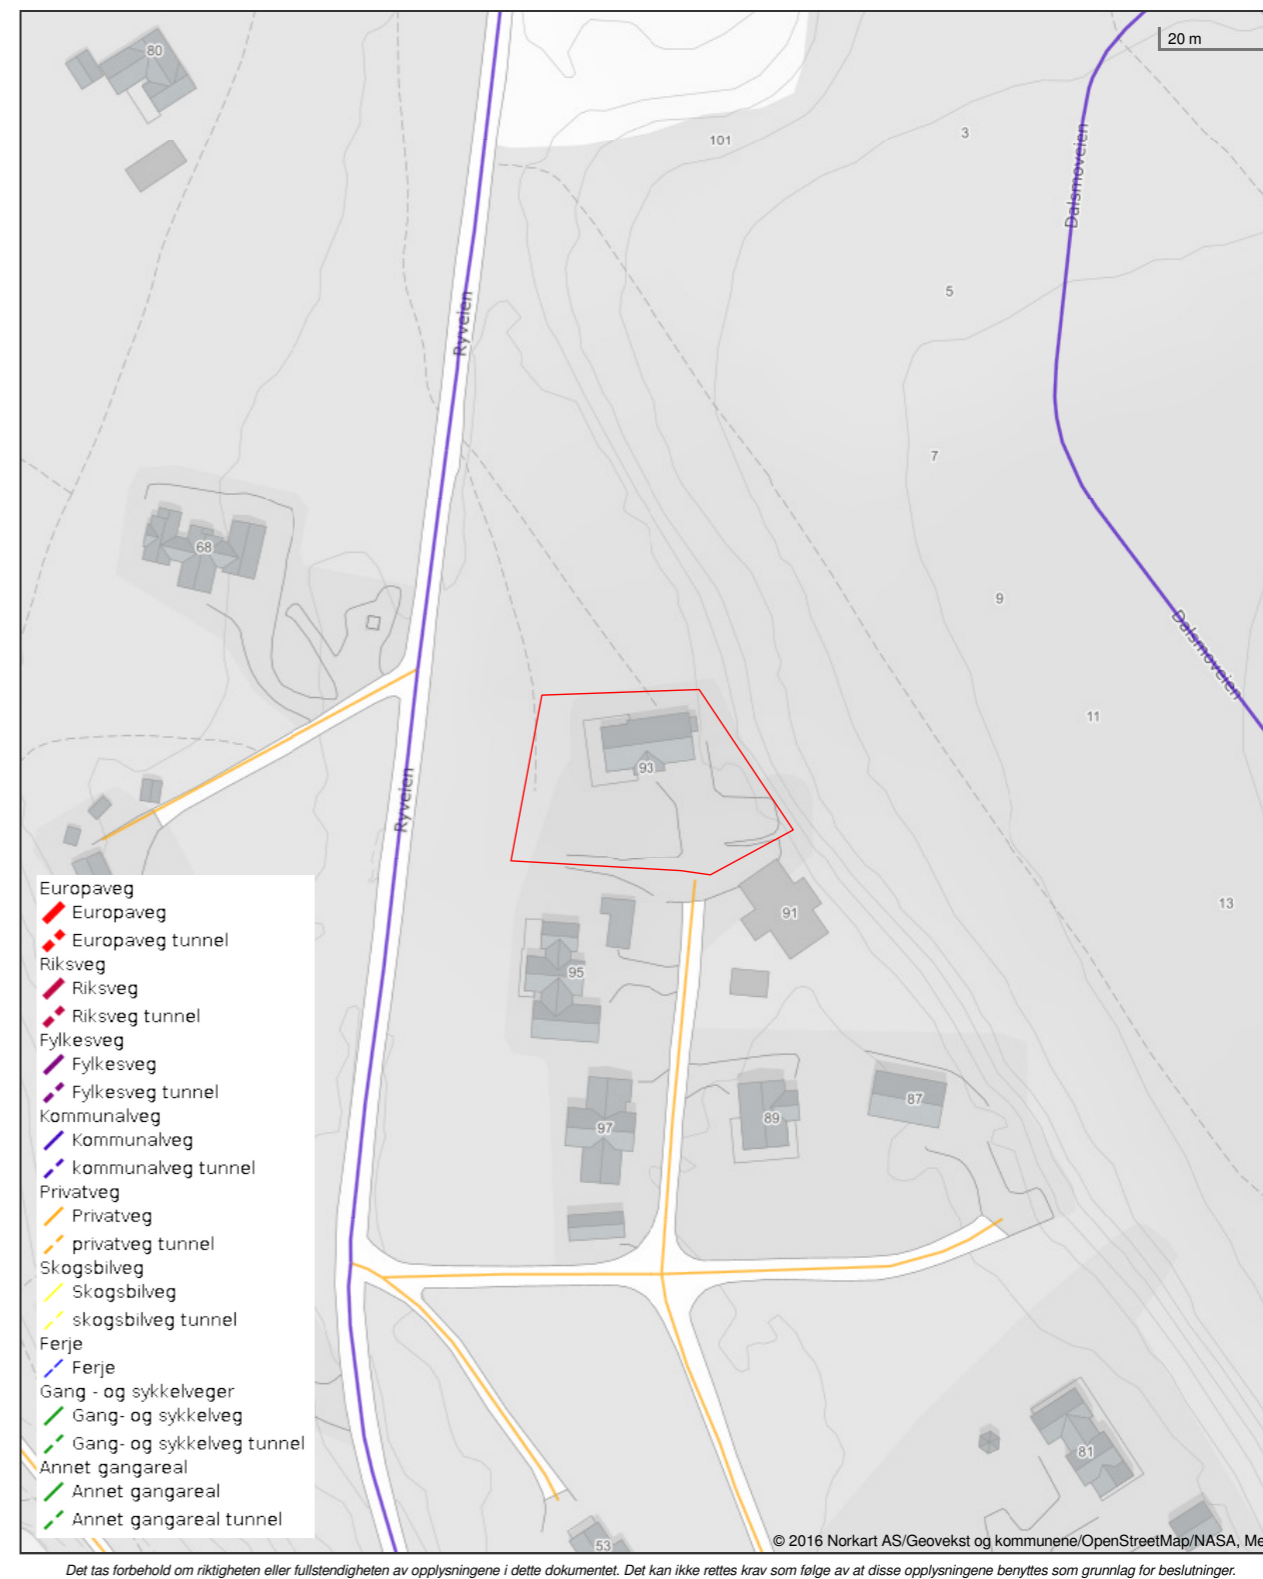 80
20 m
101
3
Dalsmoveien
5
Ryveien
7
68
9
Dalsmoveien
11
93
Ryveien
13
91
95
87
89
97
81
53
Europaveg
Europaveg
Europaveg tunnel
Riksveg
Riksveg
Riksveg tunnel
Fylkesveg
Fylkesveg
Fylkesveg tunnel
Kommunalveg
Kommunalveg
kommunalveg tunnel
Privatveg
Privatveg
privatveg tunnel
Skogsbilveg
Skogsbilveg
skogsbilveg tunnel
Ferje
Ferje
Gang - og sykkelveger
Gang- og sykkelveg
Gang- og sykkelveg tunnel
Annet gangareal
Annet gangareal
Annet gangareal tunnel
© 2016 Norkart AS/Geovekst og kommunene/OpenStreetMap/NASA, Me
Det tas forbehold om riktigheten eller fullstendigheten av opplysningene i dette dokumentet. Det kan ikke rettes krav som følge av at disse opplysningene benyttes som grunnlag for beslutninger.